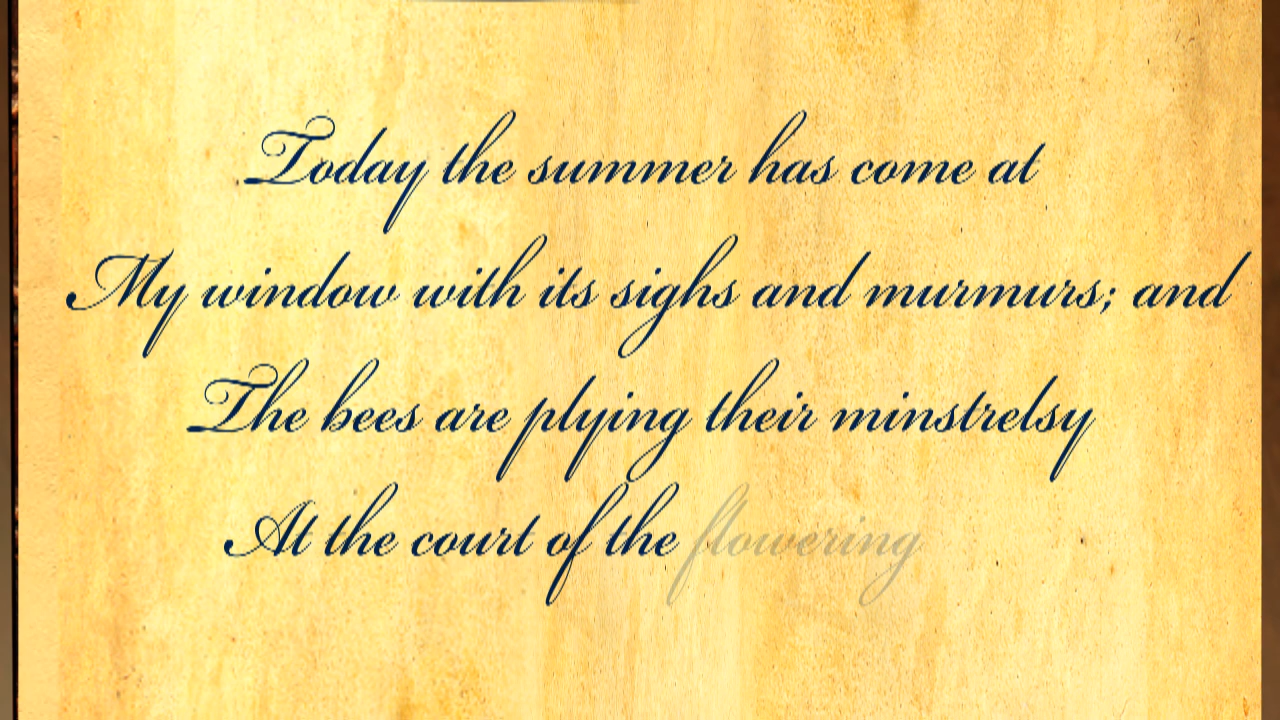 Today the summer has come at
My window with its sighs and murmurs; and
The bees are plying their minstrelsy
At the court of the flowering